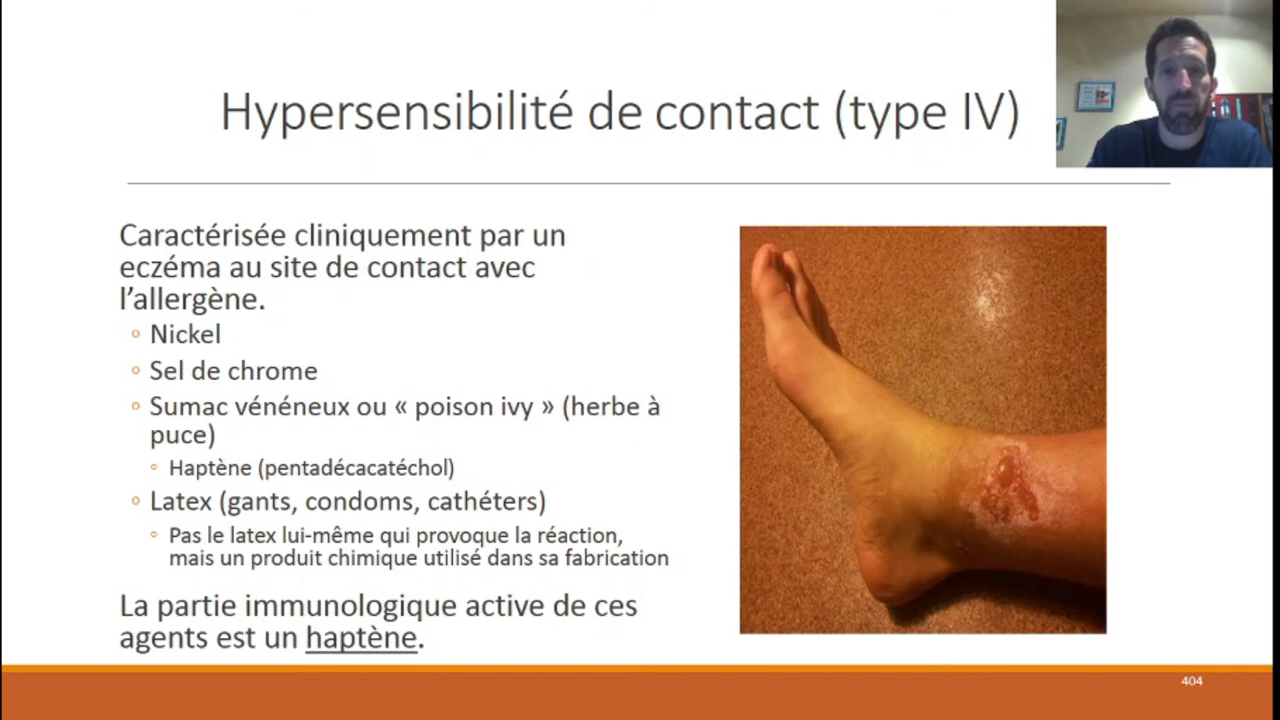 Hypersensibilité de contact (type IV)
Caractérisée cliniquement par un
eczéma au site de contact avec
l’allergène.
Nickel
Sel de chrome
Sumac vénéneux ou « poison ivy » (herbe à
puce)
Haptène (pentadécacatéchol)
Latex (gants, condoms, cathéters)
Pas le latex lui-même qui provoque la réaction,
mais un produit chimique utilisé dans sa fabrication
La partie immunologique active de ces
agents est un haptène.
404